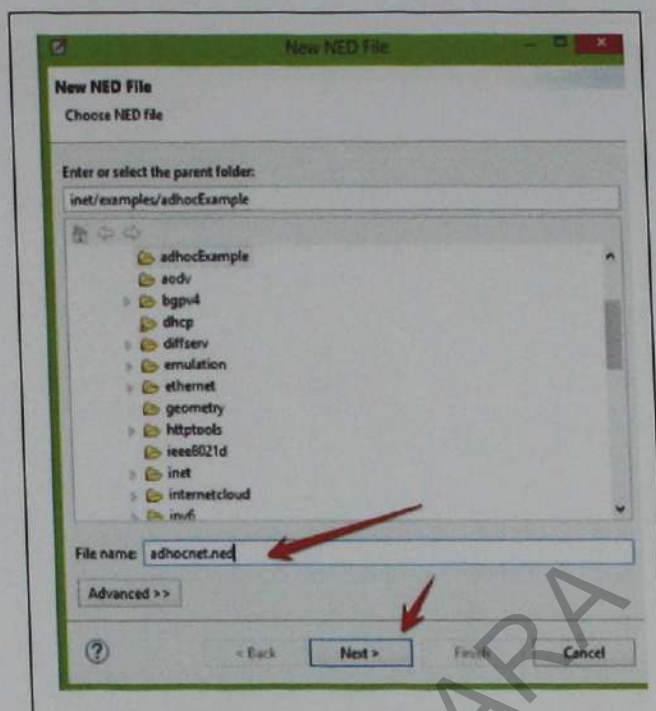 New NED File
New NED File
Choose NED file
Enter or select the parent folder:
inet/examples/adhocExample
adhocExample
aodv
bgpv4
dhcp
diffserv
emulation
ethernet
geometry
httptools
ieee8021d
inet
internetcloud
inv6
File name: adhocnet.ned
Advanced >>
< Back Next > Finish Cancel
ARA